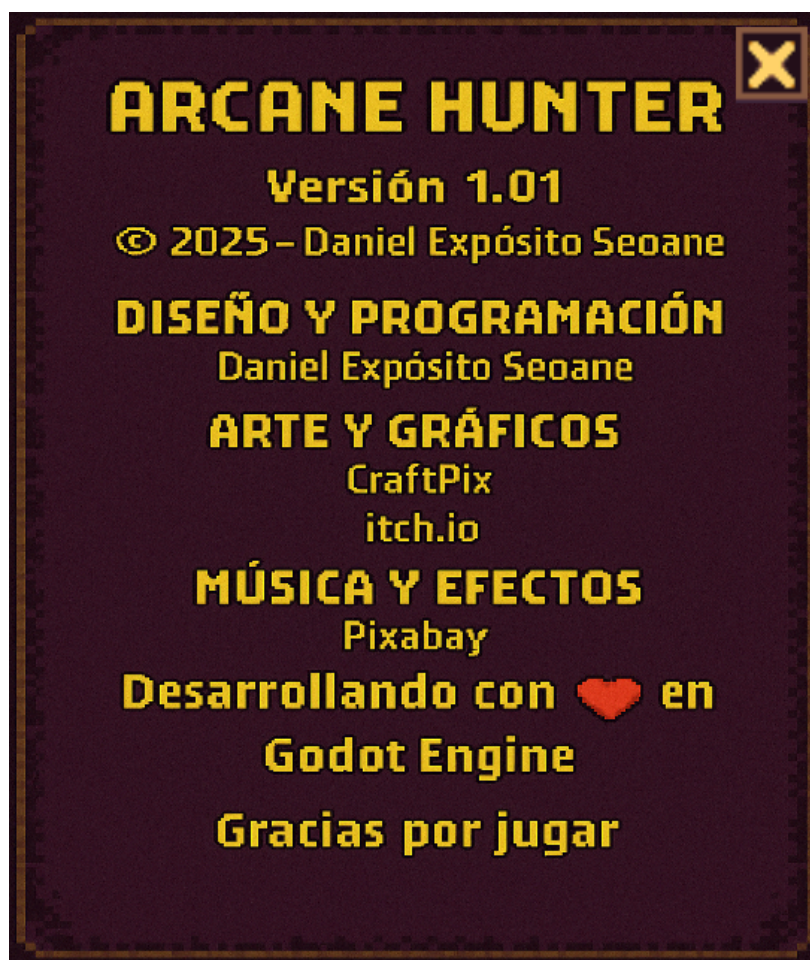 ARCANE HUNTER
Versión 1.01
© 2025 – Daniel Expósito Seoane
DISEÑO Y PROGRAMACIÓN
Daniel Expósito Seoane
ARTE Y GRÁFICOS
CraftPix
itch.io
MÚSICA Y EFECTOS
Pixabay
Desarrollando con ❤️ en
Godot Engine
Gracias por jugar